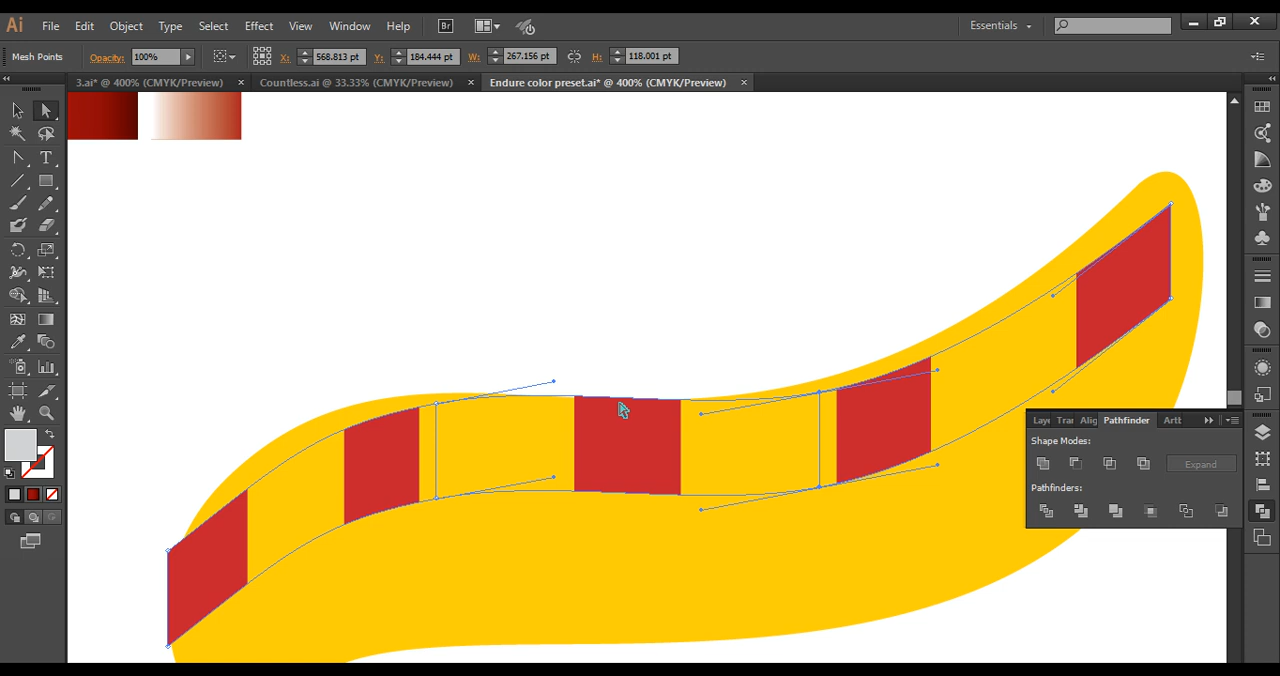 Ai File Edit Object Type Select Effect View Window Help Br Essentials
Mesh Points Opacity: 100% X: 568.813 pt Y: 184.444 pt W: 267.156 pt H: 118.001 pt
3.ai* @ 400% (CMYK/Preview) × Countless.ai @ 33.33% (CMYK/Preview) × Endure color preset.ai* @ 400% (CMYK/Preview) ×
T
Laye Trar Alig Pathfinder Artb
Shape Modes:
Expand
Pathfinders: